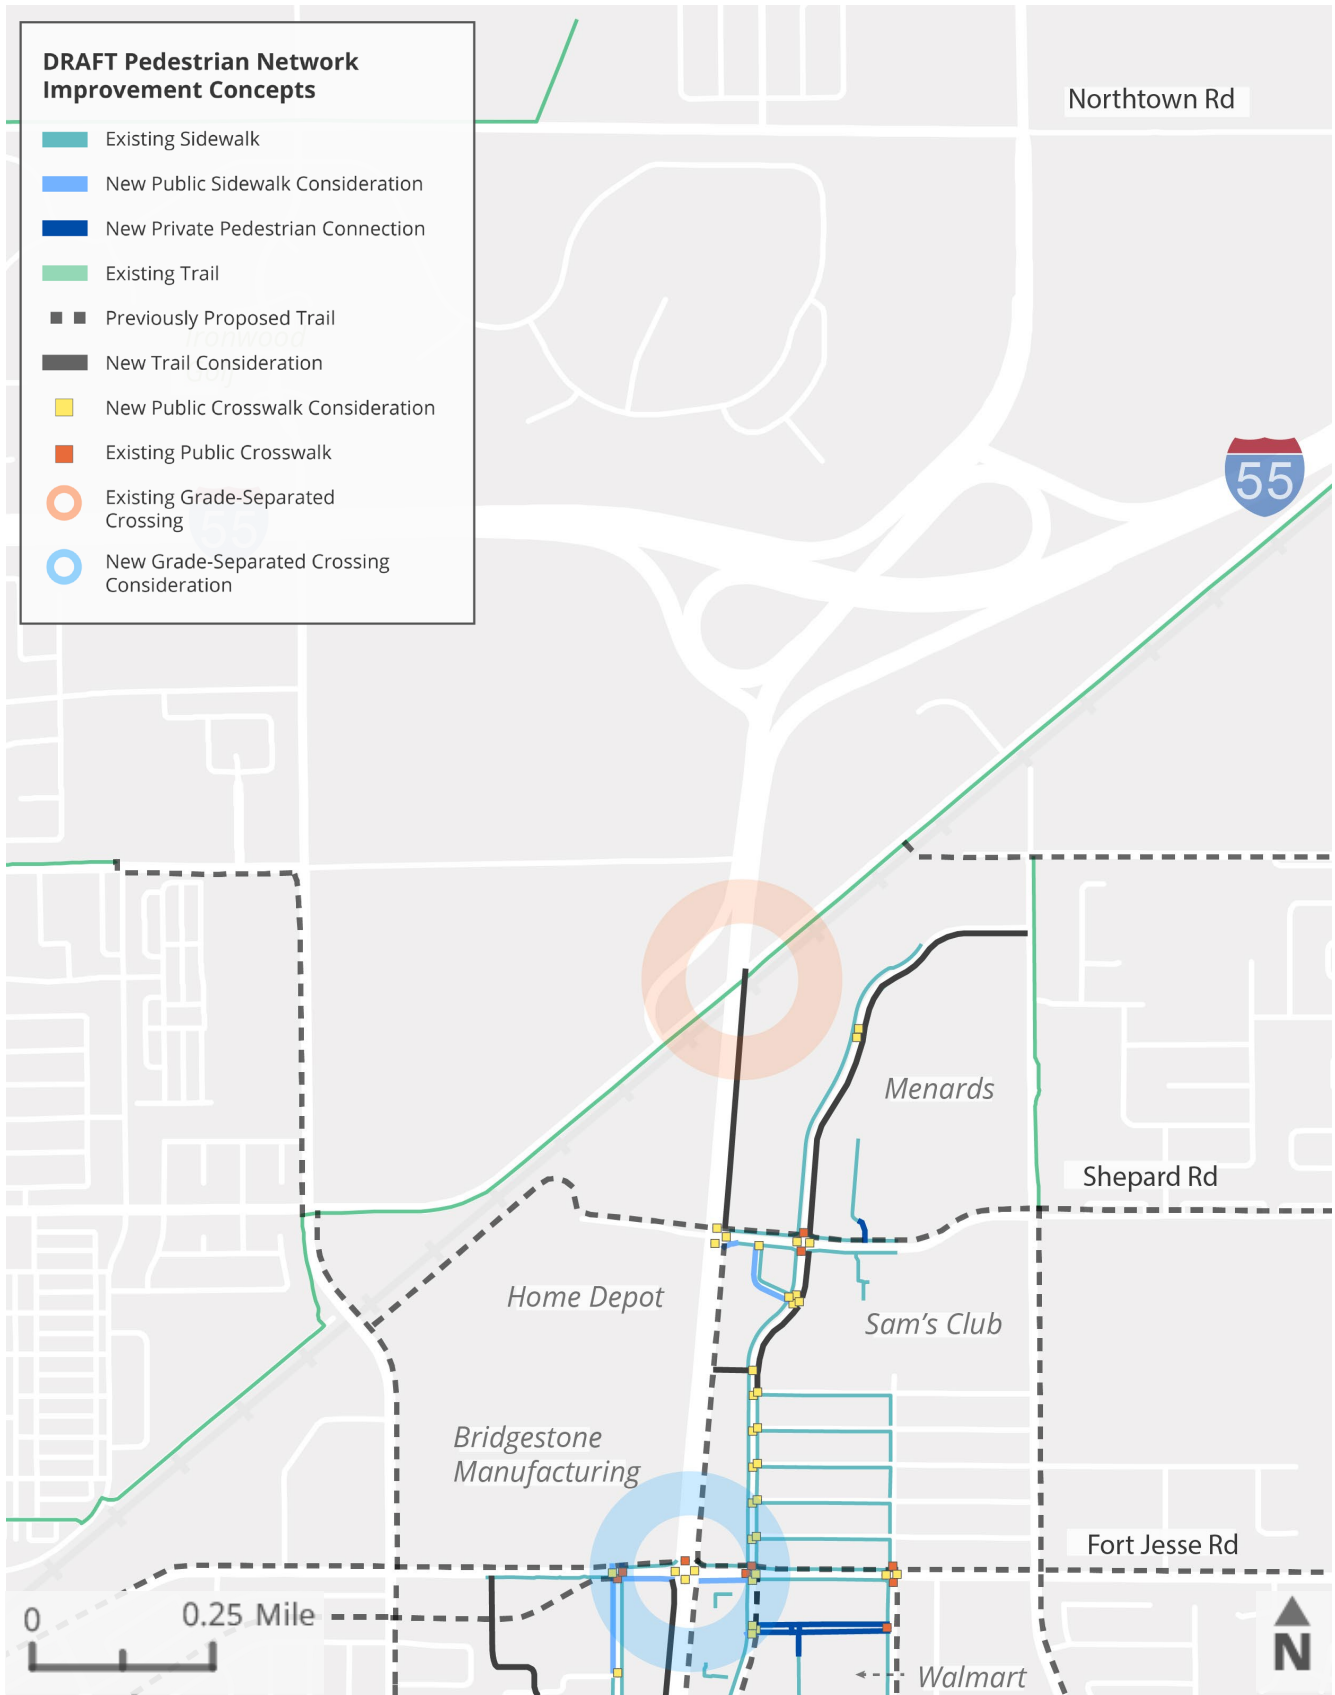 DRAFT Pedestrian Network
Improvement Concepts
Existing Sidewalk
New Public Sidewalk Consideration
New Private Pedestrian Connection
Existing Trail
Previously Proposed Trail
Ironwood
Golf
New Trail Consideration
New Public Crosswalk Consideration
Existing Public Crosswalk
Existing Grade-Separated
Crossing
55
New Grade-Separated Crossing
Consideration
Northtown Rd
55
Menards
Shepard Rd
Home Depot
Sam's Club
Bridgestone
Manufacturing
Fort Jesse Rd
0 0.25 Mile
Walmart
N